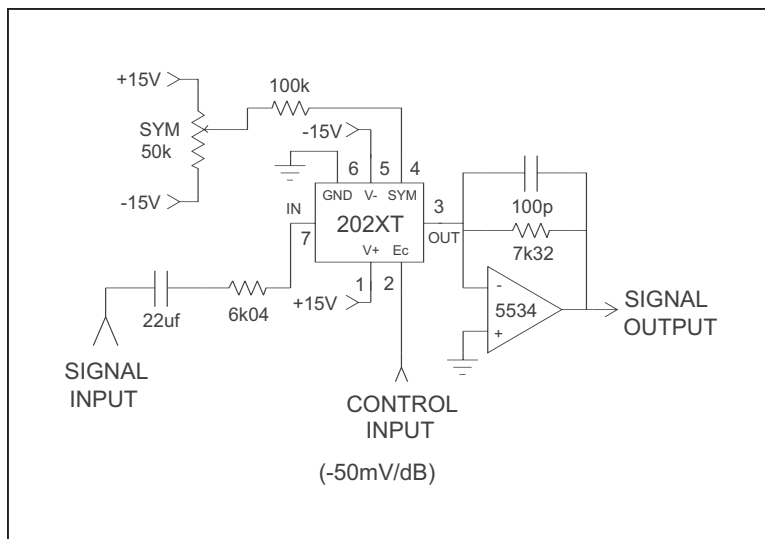 +15V
100k
SYM
50k
-15V
-15V
6 5 4
GND V- SYM
100p
IN
202XT
3
OUT
7
7k32
V+ Ec
1 2
+15V
-
5534
+
SIGNAL
OUTPUT
22uf
6k04
SIGNAL
INPUT
CONTROL
INPUT
(-50mV/dB)